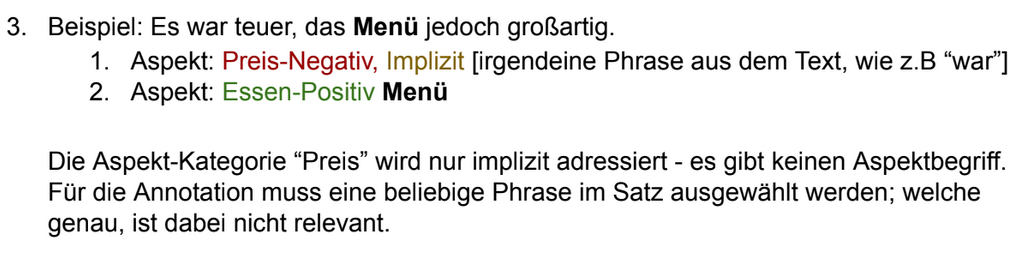 3. Beispiel: Es war teuer, das Menü jedoch großartig.
1. Aspekt: Preis-Negativ, Implizit [irgendeine Phrase aus dem Text, wie z.B “war”]
2. Aspekt: Essen-Positiv Menü
Die Aspekt-Kategorie “Preis” wird nur implizit adressiert - es gibt keinen Aspektbegriff.
Für die Annotation muss eine beliebige Phrase im Satz ausgewählt werden; welche
genau, ist dabei nicht relevant.